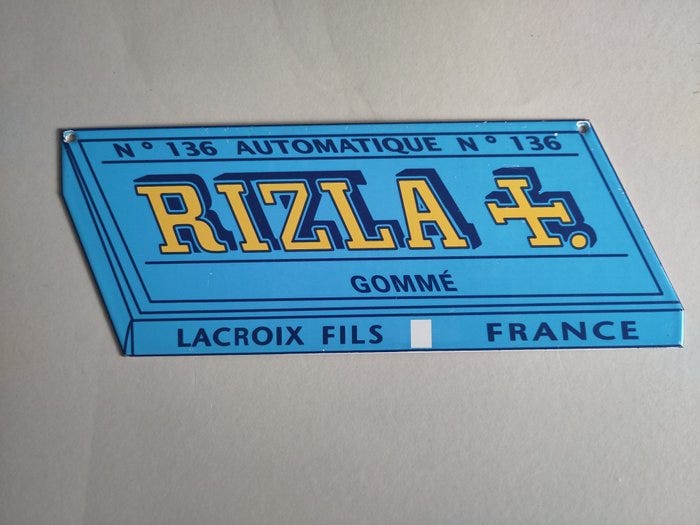 N° 136 AUTOMATIQUE N° 136
RIZLA +.
GOMMÉ
LACROIX FILS FRANCE